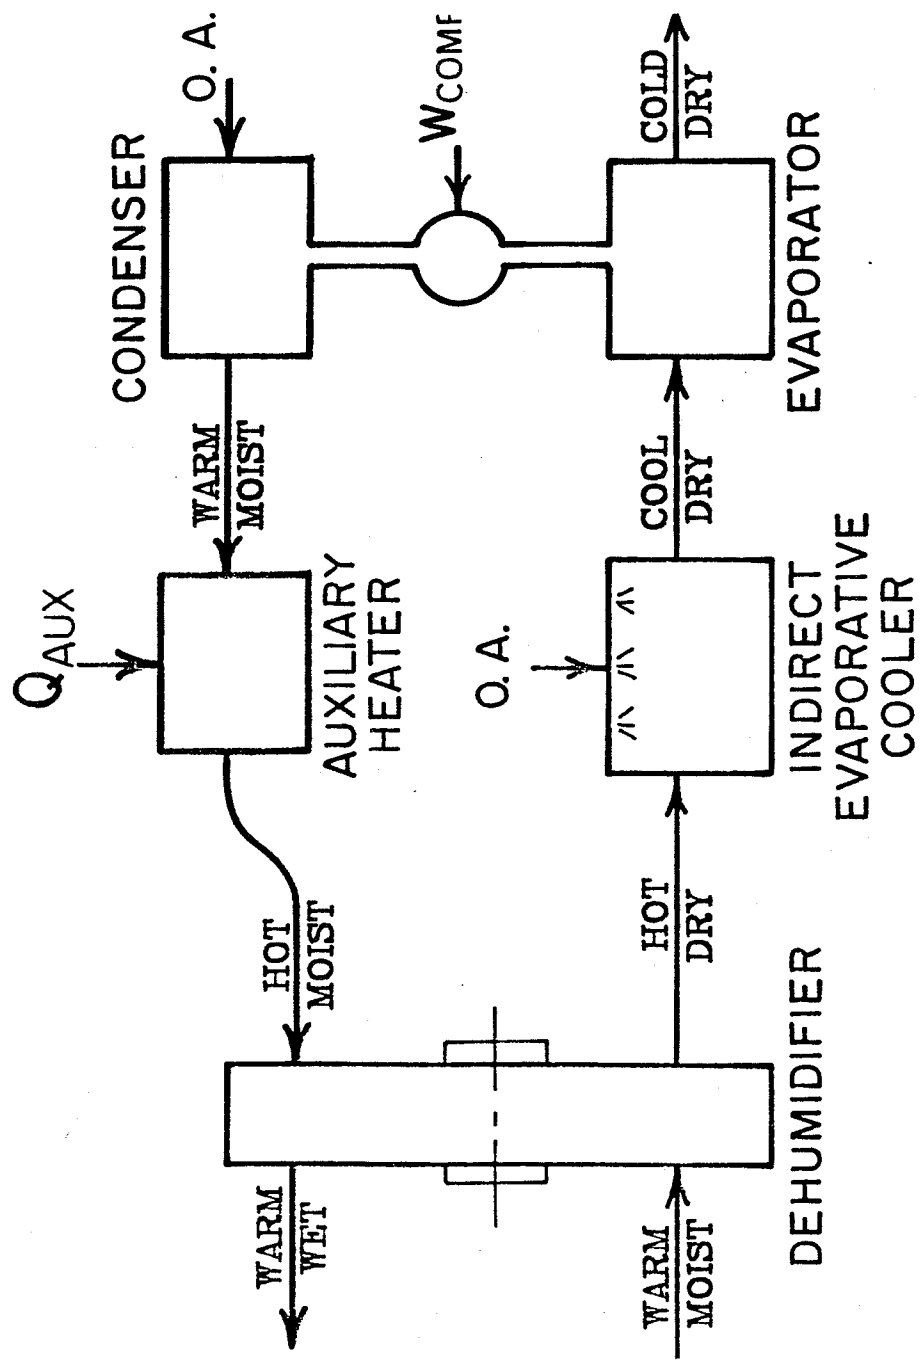 WARM
WET
HOT
MOIST
Q AUX
AUXILIARY
HEATER
WARM
MOIST
CONDENSER
O. A.
WCOMF
WARM
MOIST
DEHUMIDIFIER
HOT
DRY
O. A.
INDIRECT
EVAPORATIVE
COOLER
COOL
DRY
EVAPORATOR
COLD
DRY